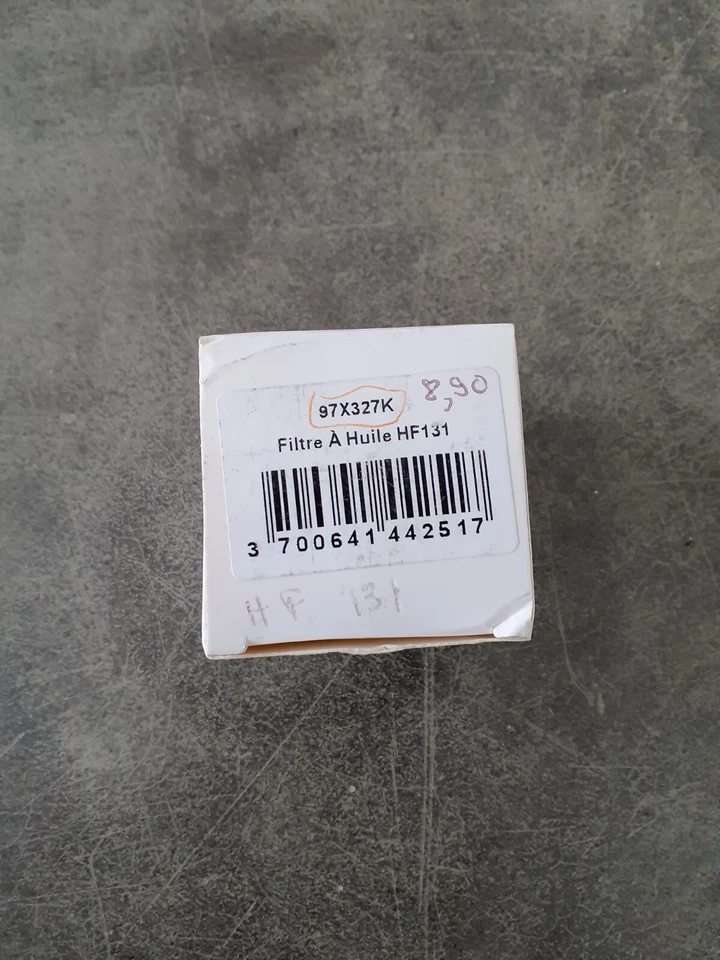 97X327K 8,90
Filtre À Huile HF131
3 700641 442517
HF 131